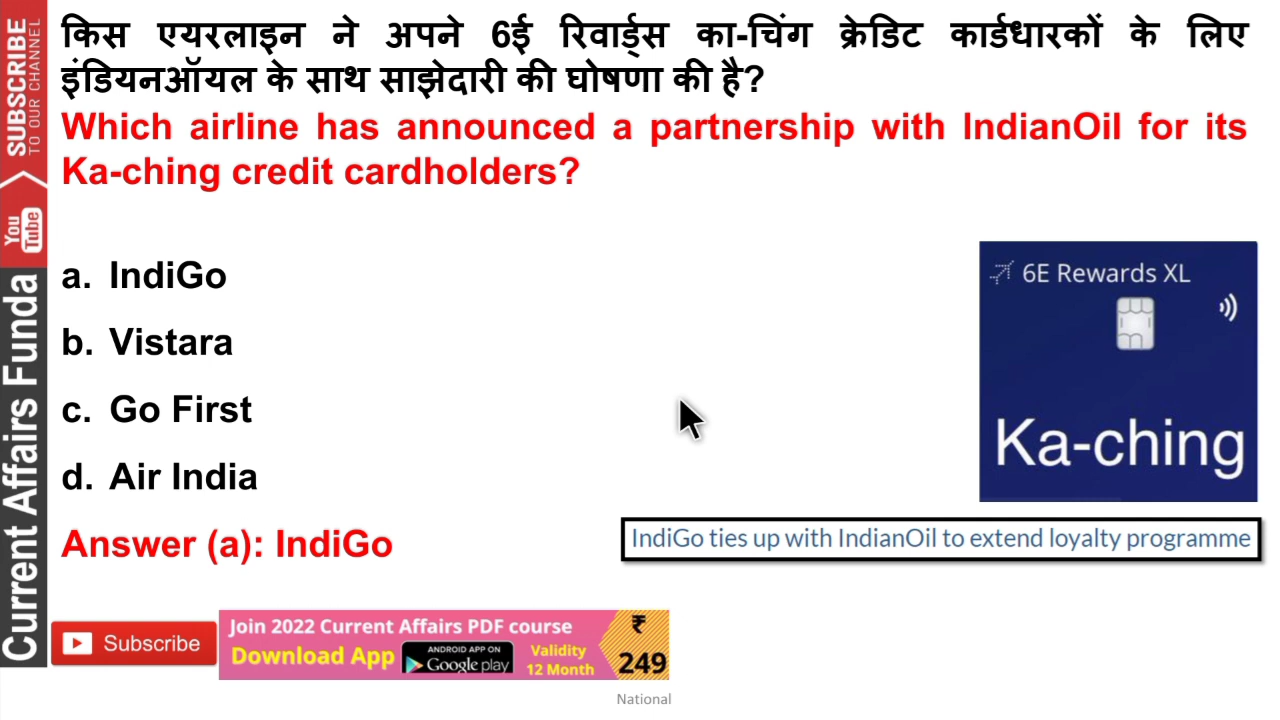 किस एयरलाइन ने अपने 6ई रिवार्ड्स का-चिंग क्रेडिट कार्डधारकों के लिए
इंडियनऑयल के साथ साझेदारी की घोषणा की है?
Which airline has announced a partnership with IndianOil for its
Ka-ching credit cardholders?
a. IndiGo
b. Vistara
c. Go First
d. Air India
Answer (a): IndiGo
6E Rewards XL
Ka-ching
IndiGo ties up with IndianOil to extend loyalty programme
SUBSCRIBE
TO OUR CHANNEL
You
Tube
Current Affairs Funda
Subscribe
Join 2022 Current Affairs PDF course
Download App
ANDROID APP ON
Google play
Validity
12 Month
₹
249
National